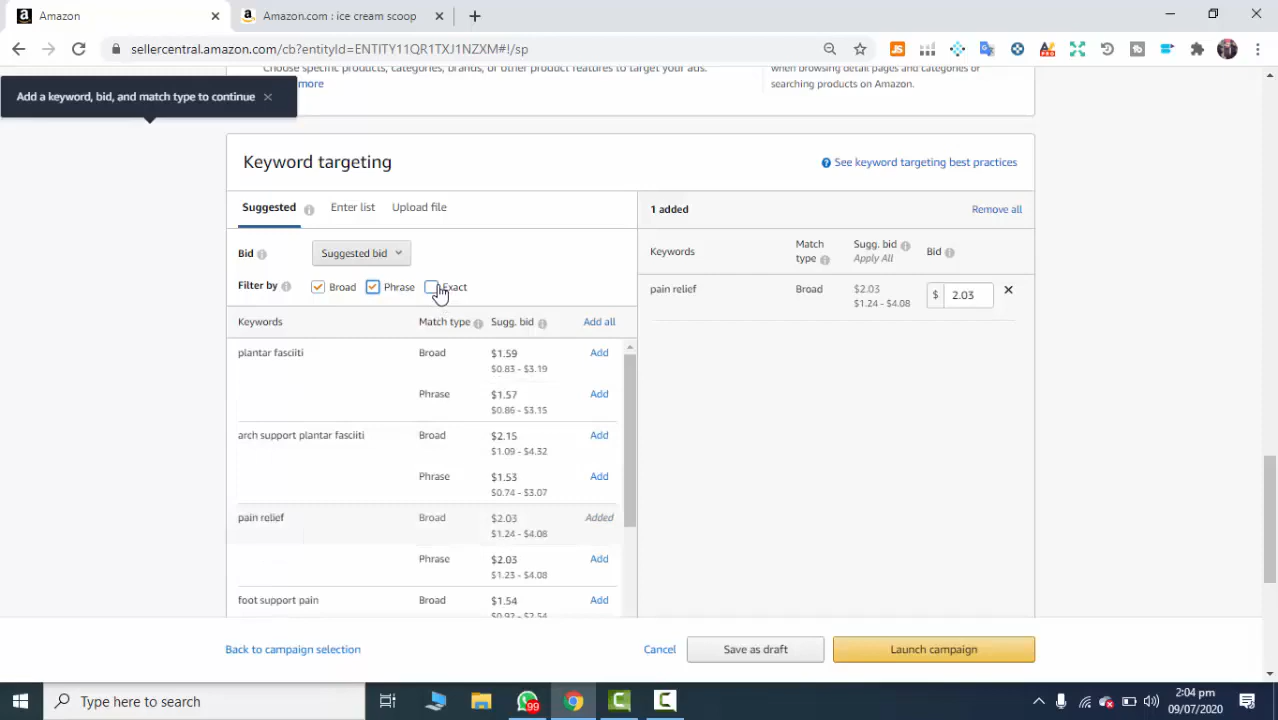 Amazon
Amazon.com : ice cream scoop
sellercentral.amazon.com/cb?entityId=ENTITY11QR1TXJ1NZXM#!/sp
Choose specific products, categories, brands, or other product features to target your ads.
when browsing detail pages and categories or
more
searching products on Amazon.
Add a keyword, bid, and match type to continue
Keyword targeting
See keyword targeting best practices
Suggested
Enter list
Upload file
1 added
Remove all
Bid
Suggested bid
Keywords
Match type
Sugg. bid
Apply All
Bid
Filter by
Broad
Phrase
Exact
pain relief
Broad
$2.03
$1.24 - $4.08
$ 2.03
Keywords
Match type
Sugg. bid
Add all
plantar fasciiti
Broad
$1.59
Add
$0.83 - $3.19
Phrase
$1.57
Add
$0.86 - $3.15
arch support plantar fasciiti
Broad
$2.15
Add
$1.09 - $4.32
Phrase
$1.53
Add
$0.74 - $3.07
pain relief
Broad
$2.03
Added
$1.24 - $4.08
Phrase
$2.03
Add
$1.23 - $4.08
foot support pain
Broad
$1.54
Add
$0.92 - $2.54
Back to campaign selection
Cancel
Save as draft
Launch campaign
Type here to search
99
2:04 pm
09/07/2020